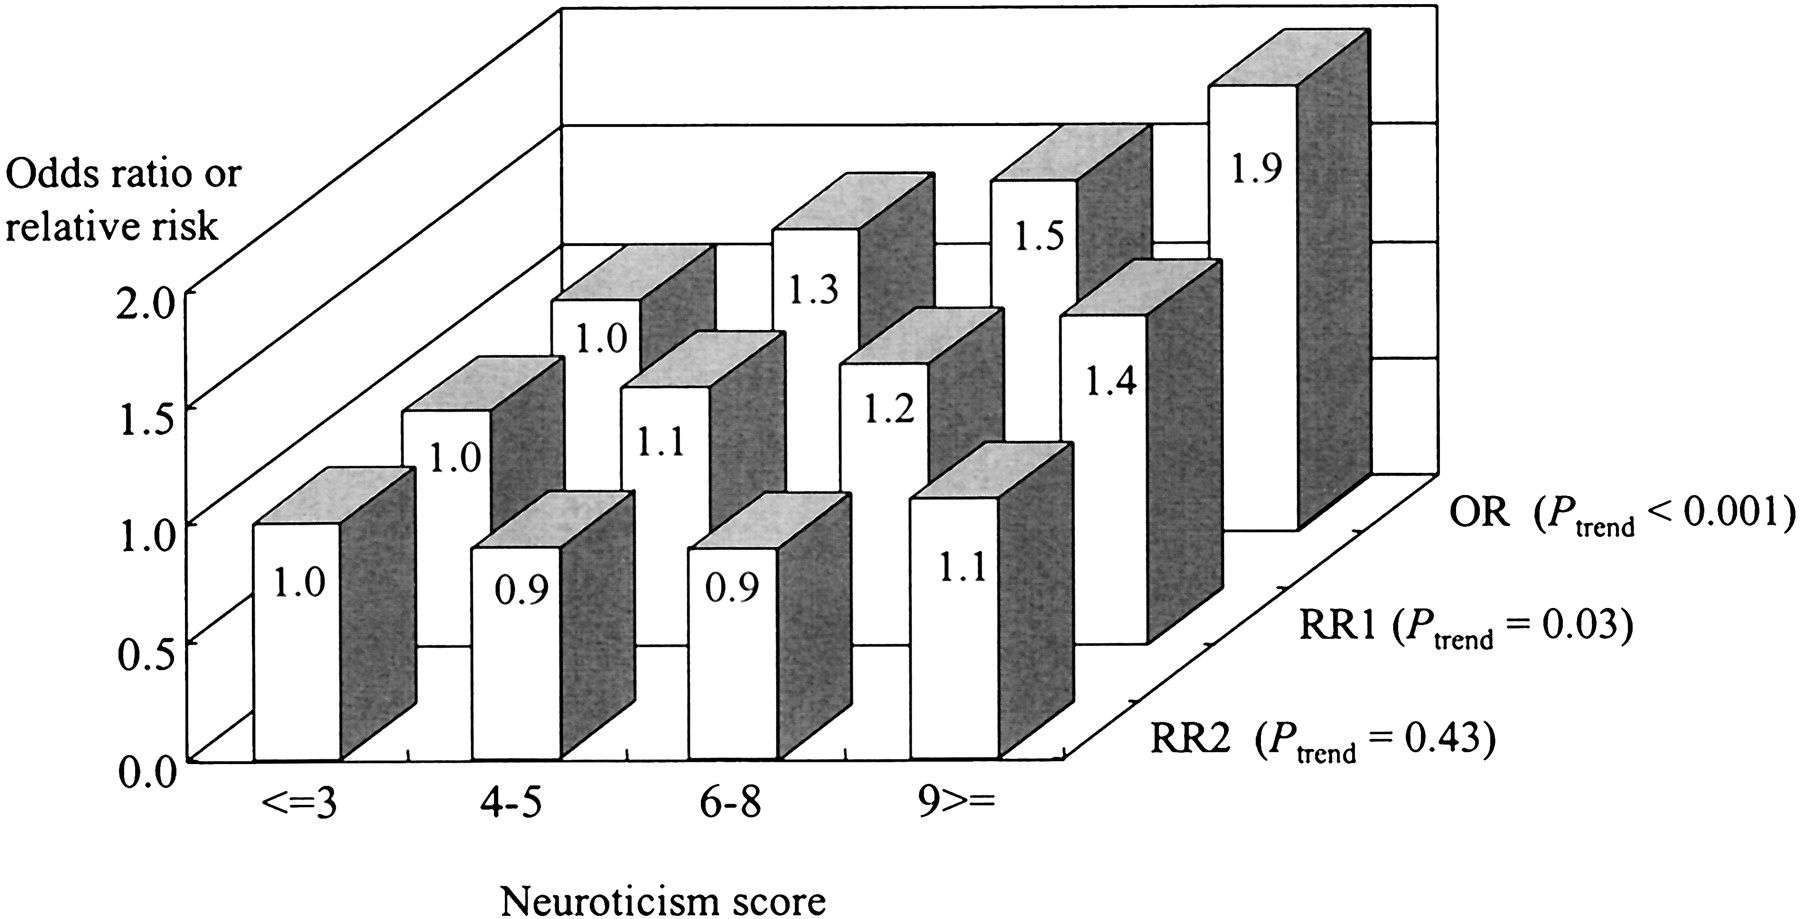 Odds ratio or
relative risk
2.0
1.5
1.0
0.5
0.0
1.0
1.3
1.5
1.9
1.0
1.1
1.2
1.4
1.0
0.9
0.9
1.1
OR (Ptrend < 0.001)
RR1 (Ptrend = 0.03)
RR2 (Ptrend = 0.43)
<=3 4-5 6-8 9>=
Neuroticism score